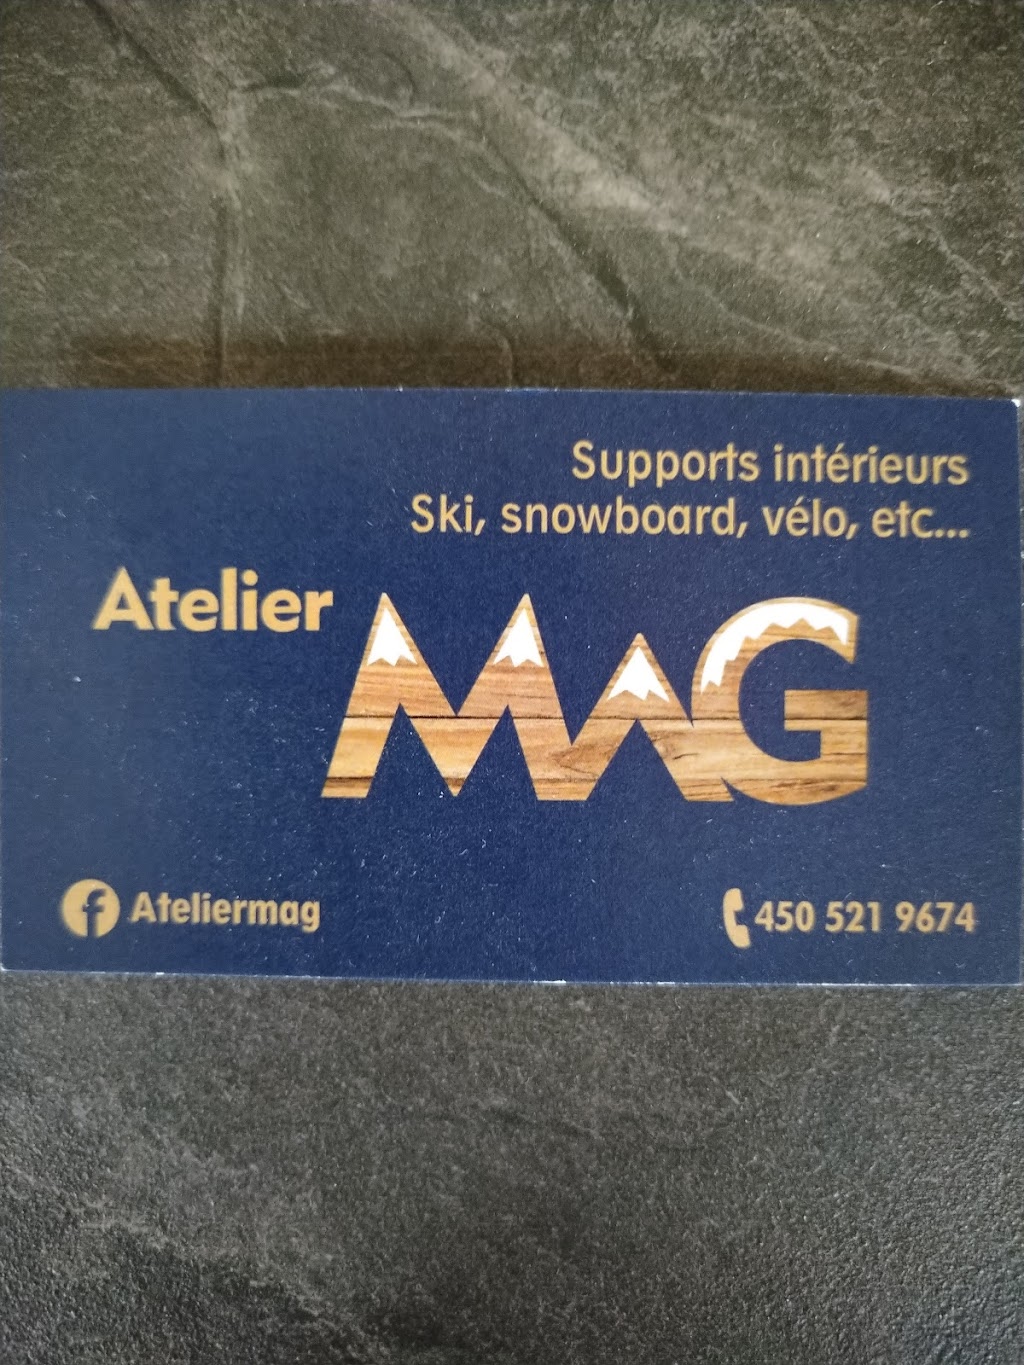 Supports intérieurs
Ski, snowboard, vélo, etc...
Atelier
MAG
Ateliermag
450 521 9674